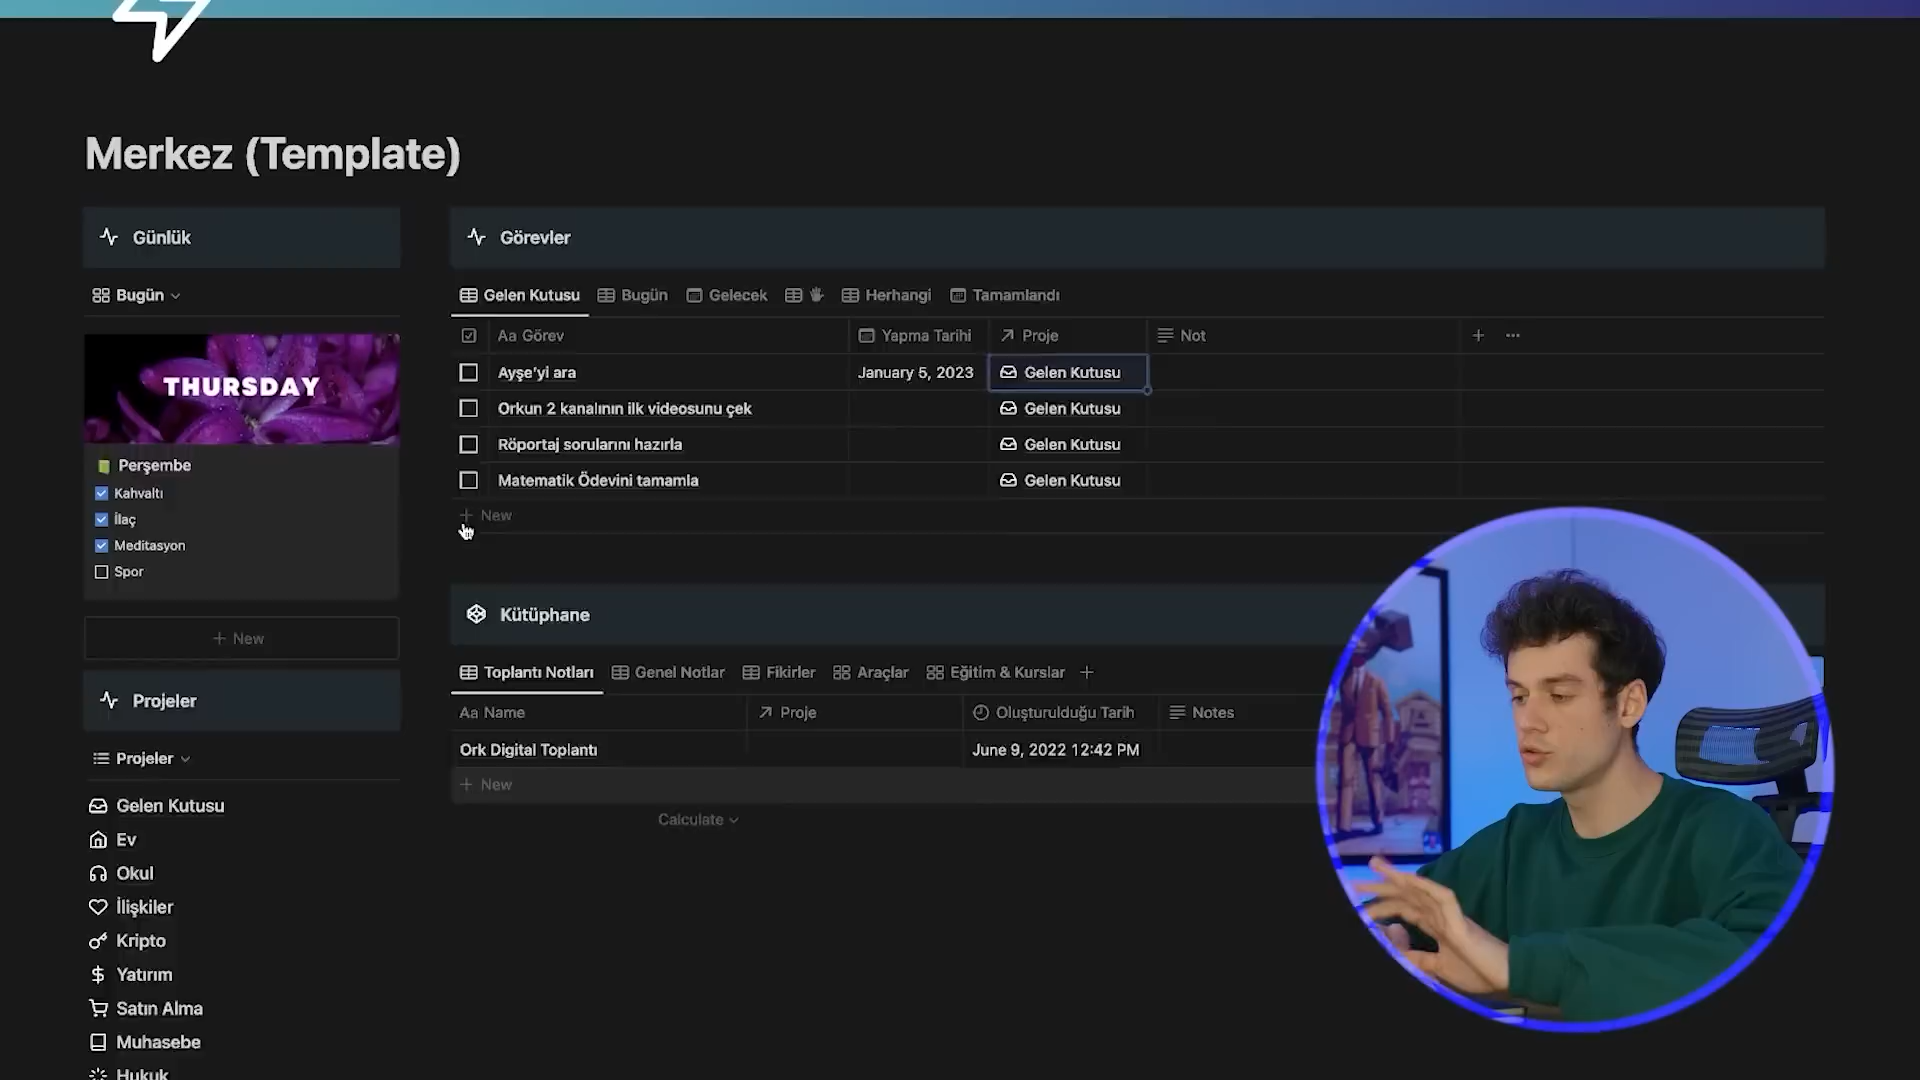 Merkez (Template)
Günlük
Bugün
THURSDAY
Perşembe
Kahvaltı
İlaç
Meditasyon
Spor
+ New
Projeler
Projeler
Gelen Kutusu
Ev
Okul
İlişkiler
Kripto
Yatırım
Satın Alma
Muhasebe
Hukuk
Görevler
Gelen Kutusu Bugün Gelecek Herhangi Tamamlandı
Aa Görev Yapma Tarihi Proje Not + ...
Ayşe'yi ara January 5, 2023 Gelen Kutusu
Orkun 2 kanalının ilk videosunu çek Gelen Kutusu
Röportaj sorularını hazırla Gelen Kutusu
Matematik Ödevini tamamla Gelen Kutusu
+ New
Kütüphane
Toplantı Notları Genel Notlar Fikirler Araçlar Eğitim & Kurslar +
Aa Name Proje Oluşturulduğu Tarih Notes
Ork Digital Toplantı June 9, 2022 12:42 PM
+ New
Calculate